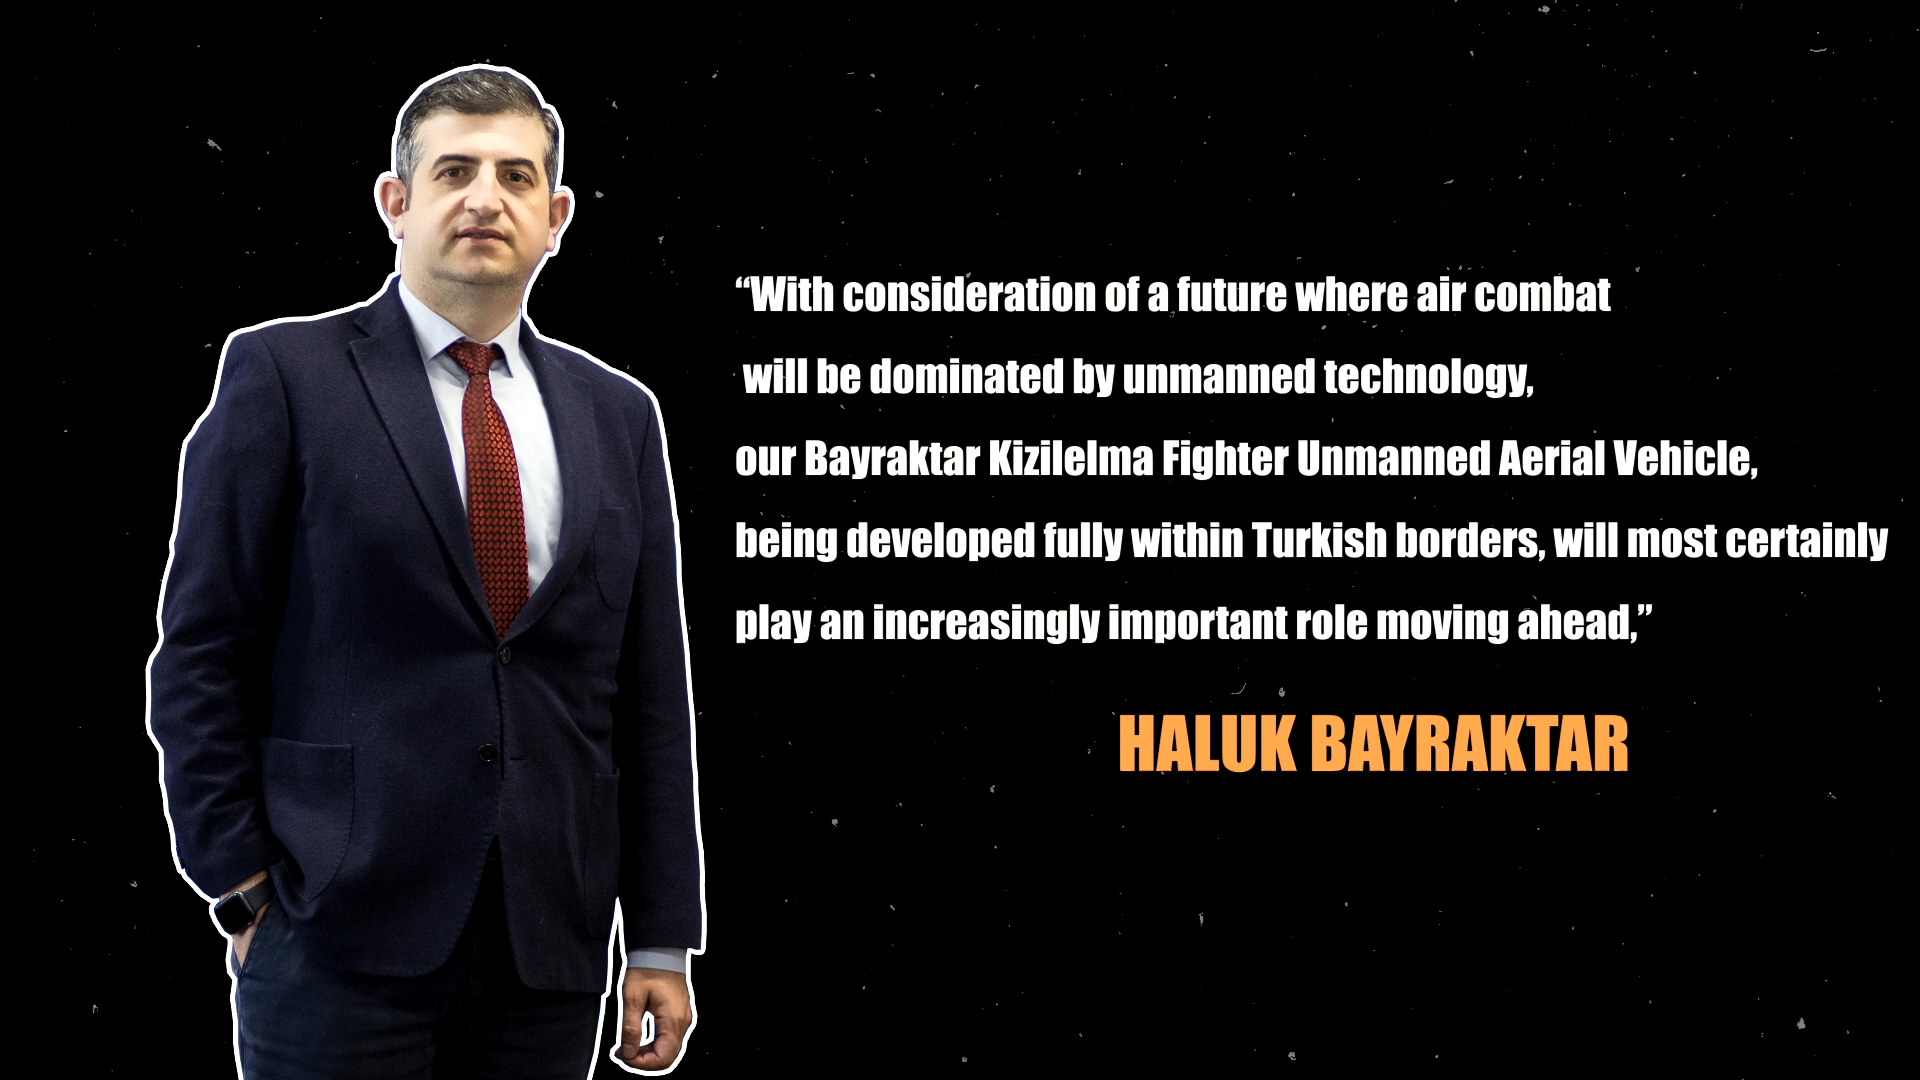 “With consideration of a future where air combat
will be dominated by unmanned technology,
our Bayraktar Kizilelma Fighter Unmanned Aerial Vehicle,
being developed fully within Turkish borders, will most certainly
play an increasingly important role moving ahead,”
HALUK BAYRAKTAR